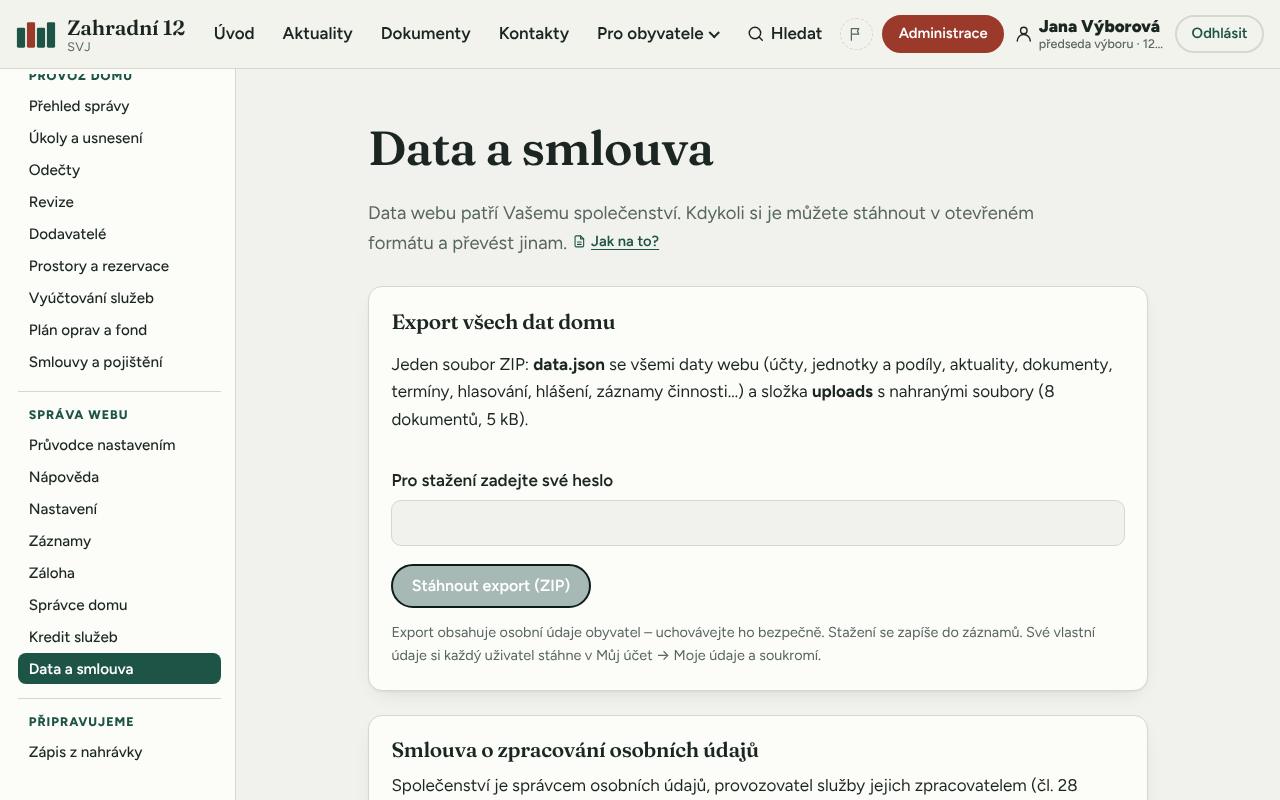 Zahradní 12
SVJ
Úvod
Aktuality
Dokumenty
Kontakty
Pro obyvatele
Hledat
Administrace
Jana Výborová
předseda výboru · 12...
Odhlásit
PROVOZ DOMU
Přehled správy
Úkoly a usnesení
Odečty
Revize
Dodavatelé
Prostory a rezervace
Vyúčtování služeb
Plán oprav a fond
Smlouvy a pojištění
SPRÁVA WEBU
Průvodce nastavením
Nápověda
Nastavení
Záznamy
Záloha
Správce domu
Kredit služeb
Data a smlouva
PŘIPRAVUJEME
Zápis z nahrávky
Data a smlouva
Data webu patří Vašemu společenství. Kdykoli si je můžete stáhnout v otevřeném
formátu a převést jinam. Jak na to?
Export všech dat domu
Jeden soubor ZIP: data.json se všemi daty webu (účty, jednotky a podíly, aktuality, dokumenty,
termíny, hlasování, hlášení, záznamy činnosti…) a složka uploads s nahranými soubory (8
dokumentů, 5 kB).
Pro stažení zadejte své heslo
Stáhnout export (ZIP)
Export obsahuje osobní údaje obyvatel – uchovávejte ho bezpečně. Stažení se zapíše do záznamů. Své vlastní
údaje si každý uživatel stáhne v Můj účet → Moje údaje a soukromí.
Smlouva o zpracování osobních údajů
Společenství je správcem osobních údajů, provozovatel služby jejich zpracovatelem (čl. 28